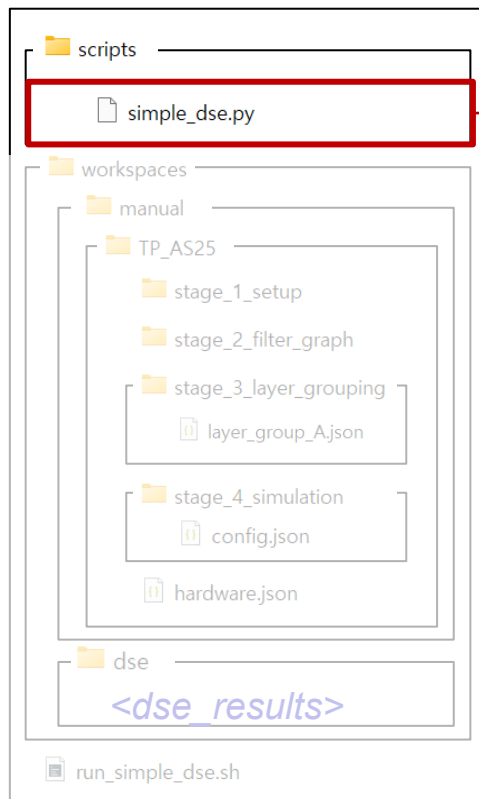 scripts
simple_dse.py
workspaces
manual
TP_AS25
stage_1_setup
stage_2_filter_graph
stage_3_layer_grouping
layer_group_A.json
stage_4_simulation
config.json
hardware.json
dse
<dse_results>
run_simple_dse.sh